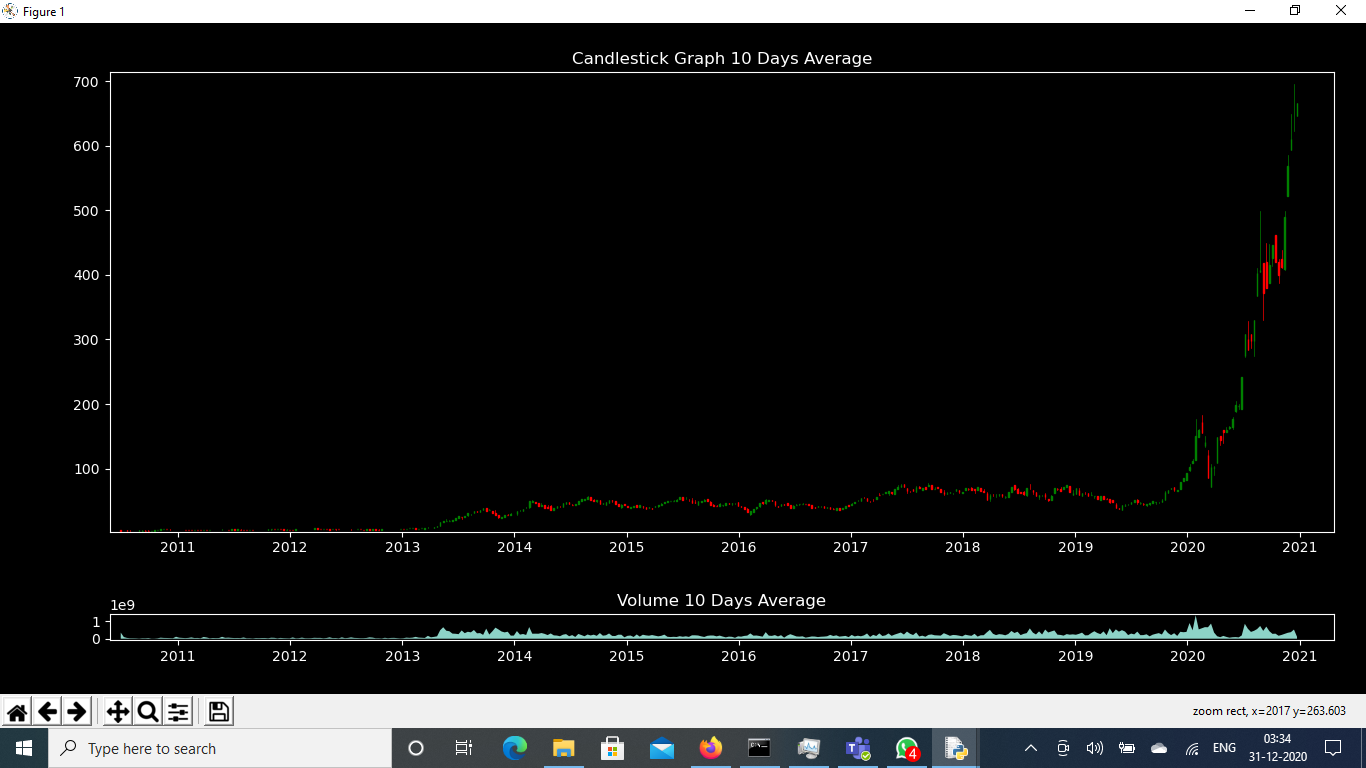 Figure 1
Candlestick Graph 10 Days Average
700
600
500
400
300
200
100
2011 2012 2013 2014 2015 2016 2017 2018 2019 2020 2021
Volume 10 Days Average
1e9
1
0
2011 2012 2013 2014 2015 2016 2017 2018 2019 2020 2021
zoom rect, x=2017 y=263.603
Type here to search
4
ENG
03:34
31-12-2020